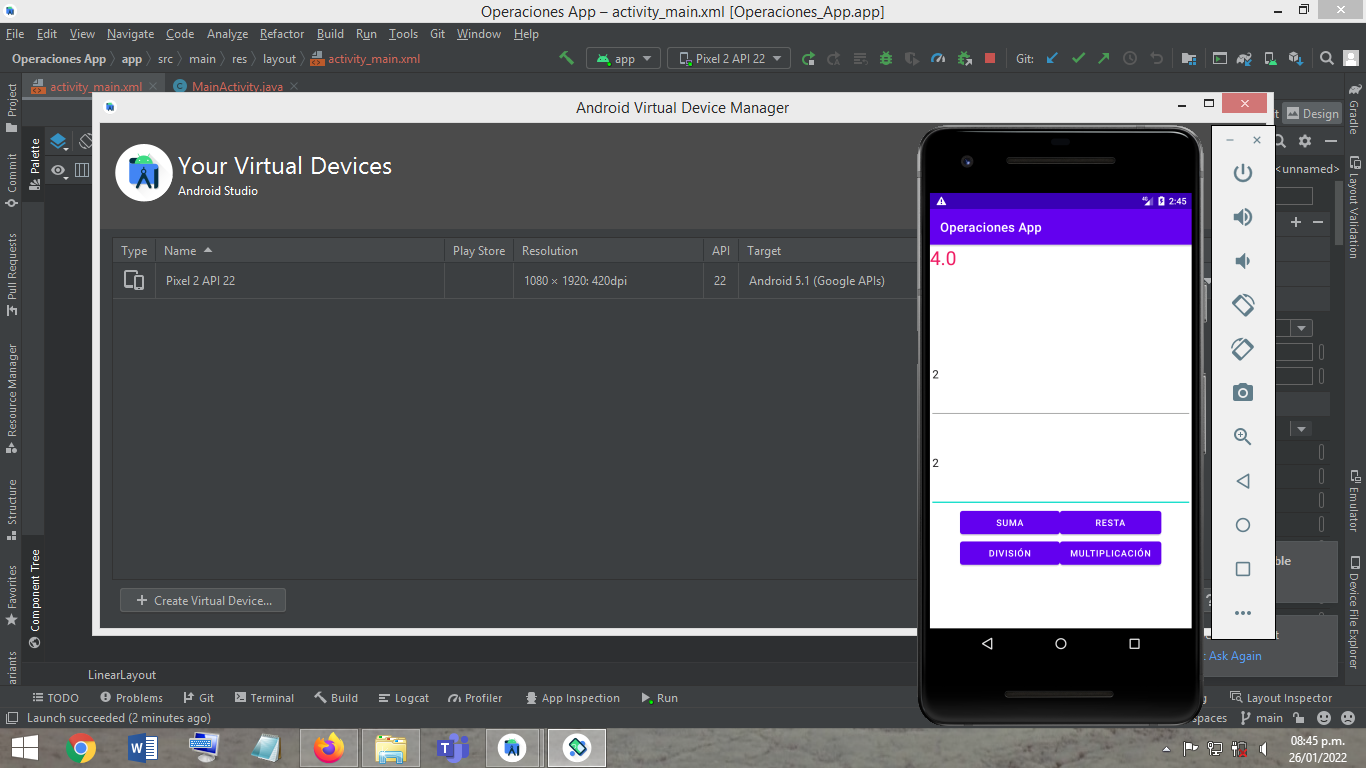 Operaciones App – activity_main.xml [Operaciones_App.app]
File Edit View Navigate Code Analyze Refactor Build Run Tools Git Window Help
Operaciones App app src main res layout activity_main.xml app Pixel 2 API 22 Git:
activity_main.xml MainActivity.java
Android Virtual Device Manager
Design
Your Virtual Devices
Android Studio
<unnamed>
Type Name Play Store Resolution API Target
Pixel 2 API 22 1080 × 1920: 420dpi 22 Android 5.1 (Google APIs)
Create Virtual Device...
2:45
Operaciones App
4.0
2
2
SUMA RESTA
DIVISIÓN MULTIPLICACIÓN
Ask Again
Project
Commit
Pull Requests
Resource Manager
Structure
Favorites
Palette
Component Tree
Gradle
Layout Validation
Emulator
Device File Explorer
LinearLayout
TODO Problems Git Terminal Build Logcat Profiler App Inspection Run Layout Inspector
Launch succeeded (2 minutes ago) main
08:45 p.m.
26/01/2022